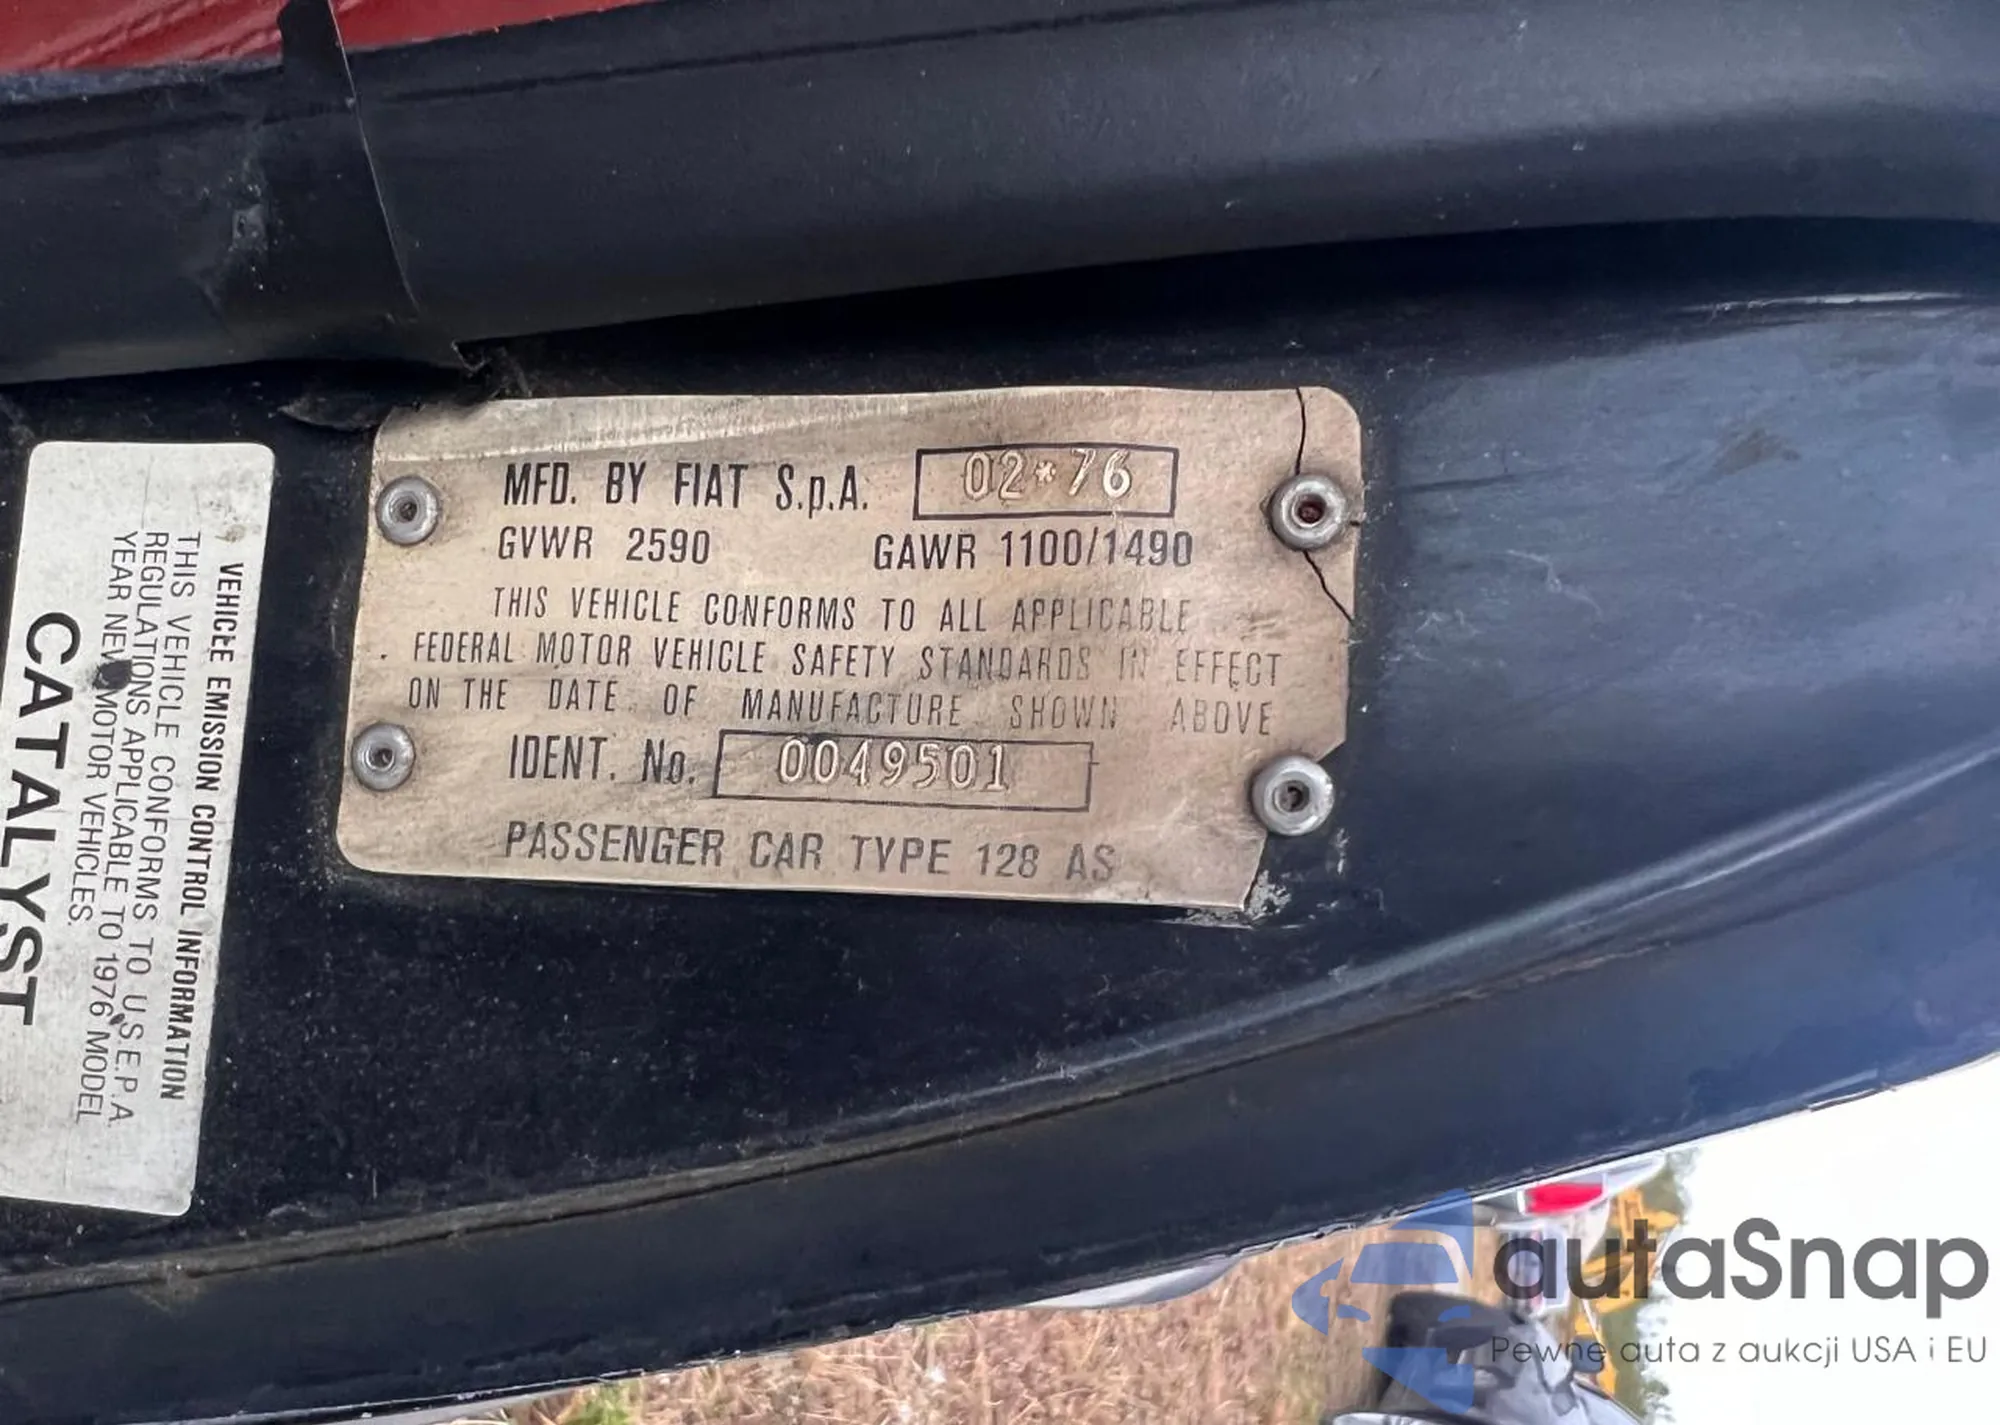 MFD. BY FIAT S.p.A. 02*76
GVWR 2590 GAWR 1100/1490
THIS VEHICLE CONFORMS TO ALL APPLICABLE
FEDERAL MOTOR VEHICLE SAFETY STANDARDS IN EFFECT
ON THE DATE OF MANUFACTURE SHOWN ABOVE
IDENT. No. 0049501
PASSENGER CAR TYPE 128 AS
VEHICLE EMISSION CONTROL INFORMATION
THIS VEHICLE CONFORMS TO U.S.E.P.A.
REGULATIONS APPLICABLE TO 1976 MODEL
YEAR NEW MOTOR VEHICLES.
CATALYST
autaSnap
Pewne auta z aukcji USA i EU